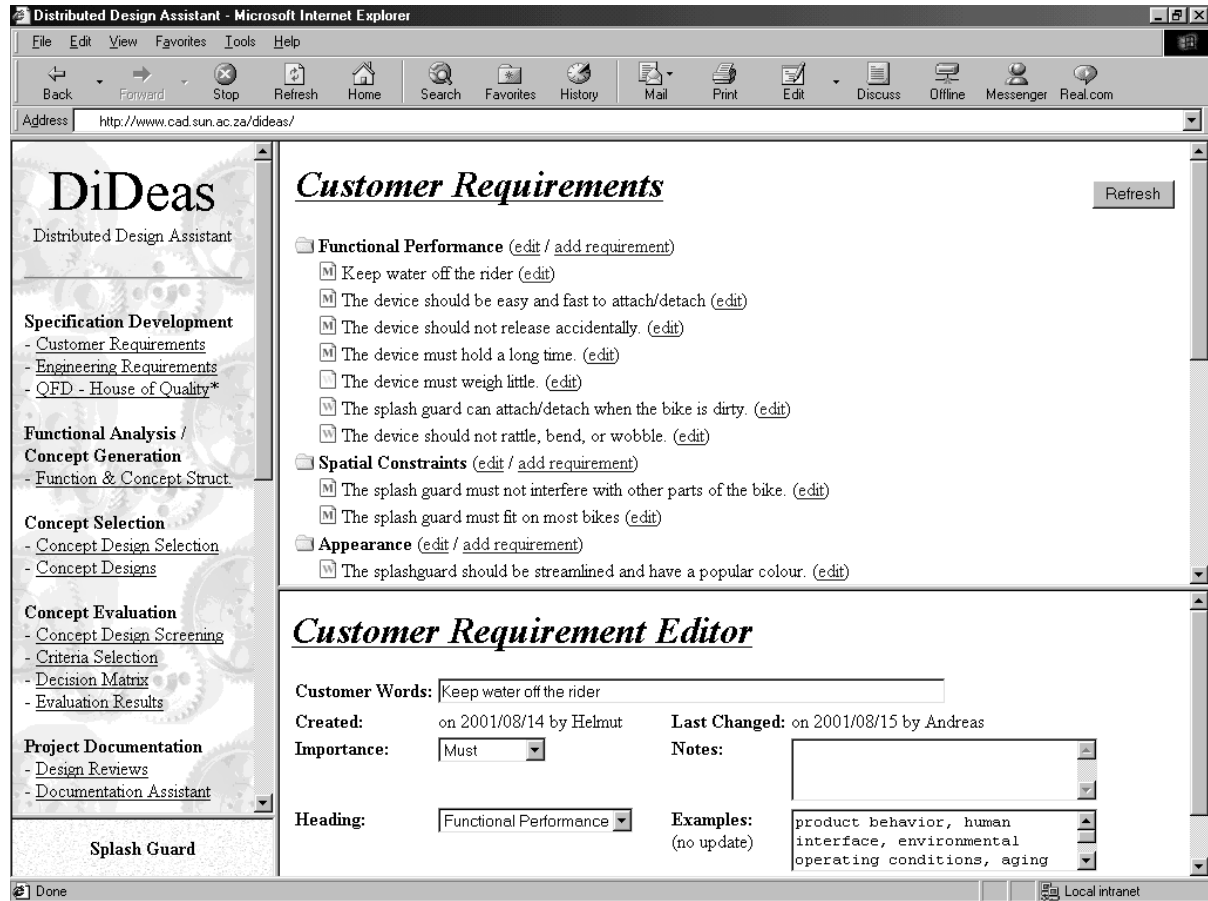 Distributed Design Assistant - Microsoft Internet Explorer
File Edit View Favorites Tools Help
Back Forward Stop Refresh Home Search Favorites History Mail Print Edit Discuss Offline Messenger Real.com
Address http://www.cad.sun.ac.za/dideas/
DiDeas
Distributed Design Assistant
Specification Development
- Customer Requirements
- Engineering Requirements
- QFD - House of Quality*
Functional Analysis /
Concept Generation
- Function & Concept Struct.
Concept Selection
- Concept Design Selection
- Concept Designs
Concept Evaluation
- Concept Design Screening
- Criteria Selection
- Decision Matrix
- Evaluation Results
Project Documentation
- Design Reviews
- Documentation Assistant
Splash Guard
Customer Requirements
Refresh
Functional Performance (edit / add requirement)
M Keep water off the rider (edit)
M The device should be easy and fast to attach/detach (edit)
M The device should not release accidentally. (edit)
M The device must hold a long time. (edit)
W The device must weigh little. (edit)
W The splash guard can attach/detach when the bike is dirty. (edit)
W The device should not rattle, bend, or wobble. (edit)
Spatial Constraints (edit / add requirement)
M The splash guard must not interfere with other parts of the bike. (edit)
M The splash guard must fit on most bikes (edit)
Appearance (edit / add requirement)
W The splashguard should be streamlined and have a popular colour. (edit)
Customer Requirement Editor
Customer Words: Keep water off the rider
Created: on 2001/08/14 by Helmut Last Changed: on 2001/08/15 by Andreas
Importance: Must Notes:
Heading: Functional Performance Examples:
(no update)
product behavior, human
interface, environmental
operating conditions, aging
Done Local intranet